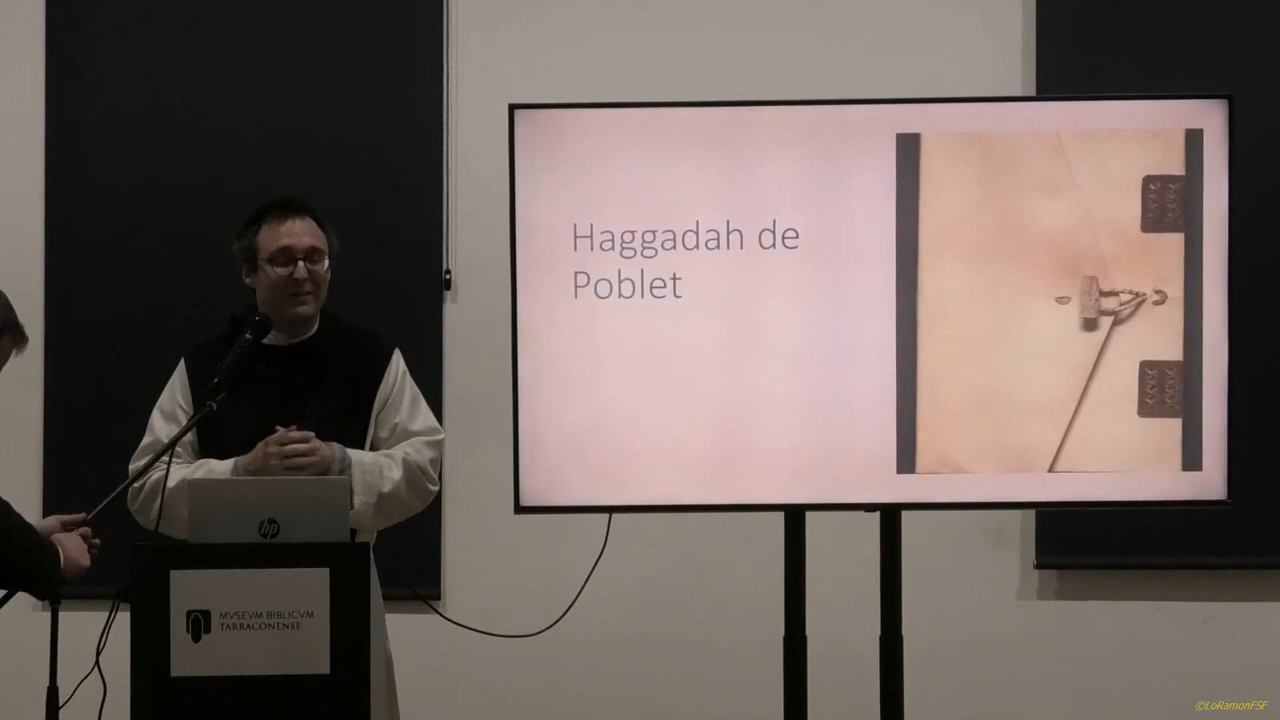 Haggadah de
Poblet
hp
MVSEVM BIBLICVM
TARRACONENSE
©LoRamonFSF